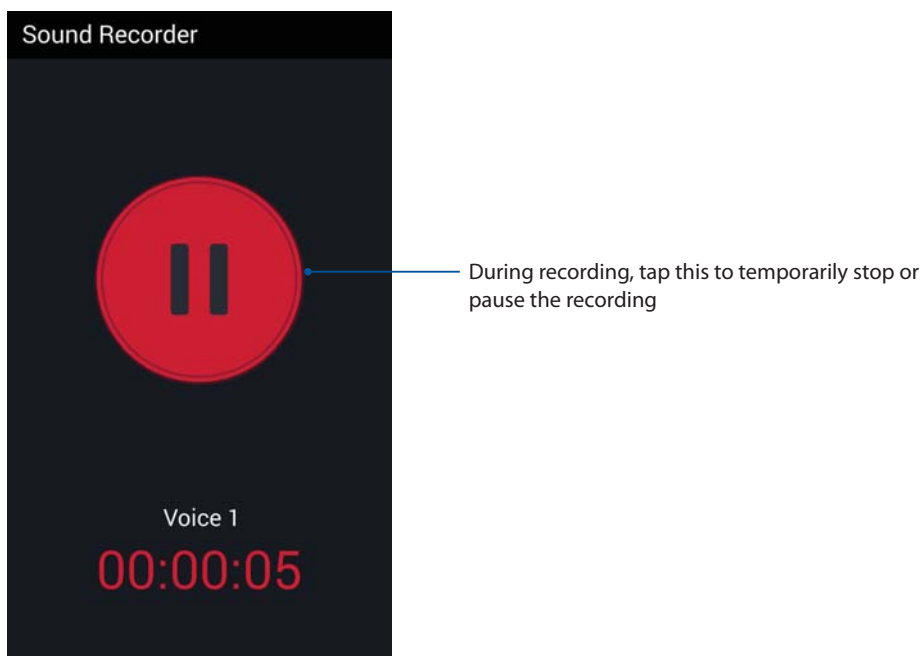 Sound Recorder
During recording, tap this to temporarily stop or
pause the recording
Voice 1
00:00:05